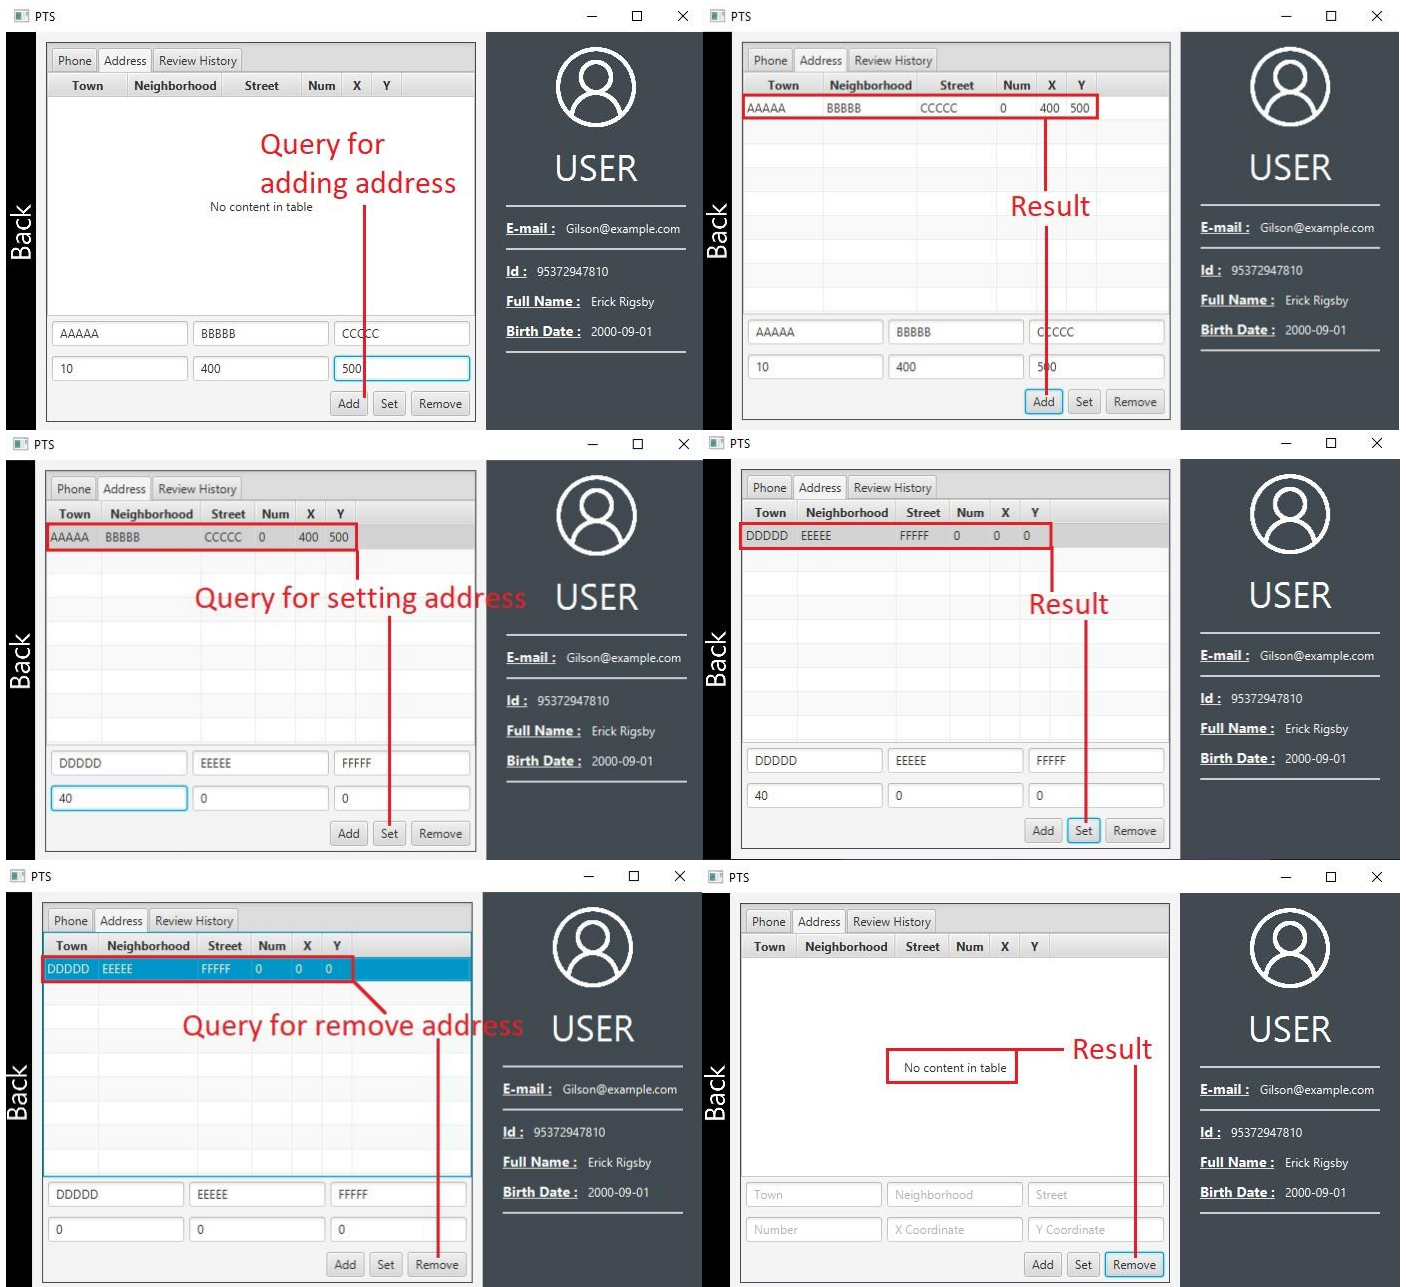 PTS
Phone Address Review History
Town Neighborhood Street Num X Y
Query for
adding address
No content in table
AAAAA BBBBB CCCCC
10 400 500
Add Set Remove
Back
USER
E-mail : Gilson@example.com
Id : 95372947810
Full Name : Erick Rigsby
Birth Date : 2000-09-01
PTS
Phone Address Review History
Town Neighborhood Street Num X Y
AAAAA BBBBB CCCCC 0 400 500
Result
AAAAA BBBBB CCCCC
10 400 500
Add Set Remove
Back
USER
E-mail : Gilson@example.com
Id : 95372947810
Full Name : Erick Rigsby
Birth Date : 2000-09-01
PTS
Phone Address Review History
Town Neighborhood Street Num X Y
AAAAA BBBBB CCCCC 0 400 500
Query for setting address
DDDDD EEEEE FFFFF
40 0 0
Add Set Remove
Back
USER
E-mail : Gilson@example.com
Id : 95372947810
Full Name : Erick Rigsby
Birth Date : 2000-09-01
PTS
Phone Address Review History
Town Neighborhood Street Num X Y
DDDDD EEEEE FFFFF 0 0 0
Result
DDDDD EEEEE FFFFF
40 0 0
Add Set Remove
Back
USER
E-mail : Gilson@example.com
Id : 95372947810
Full Name : Erick Rigsby
Birth Date : 2000-09-01
PTS
Phone Address Review History
Town Neighborhood Street Num X Y
DDDDD EEEEE FFFFF 0 0 0
Query for remove address
DDDDD EEEEE FFFFF
0 0 0
Add Set Remove
Back
USER
E-mail : Gilson@example.com
Id : 95372947810
Full Name : Erick Rigsby
Birth Date : 2000-09-01
PTS
Phone Address Review History
Town Neighborhood Street Num X Y
Result
No content in table
Town Neighborhood Street
Number X Coordinate Y Coordinate
Add Set Remove
Back
USER
E-mail : Gilson@example.com
Id : 95372947810
Full Name : Erick Rigsby
Birth Date : 2000-09-01